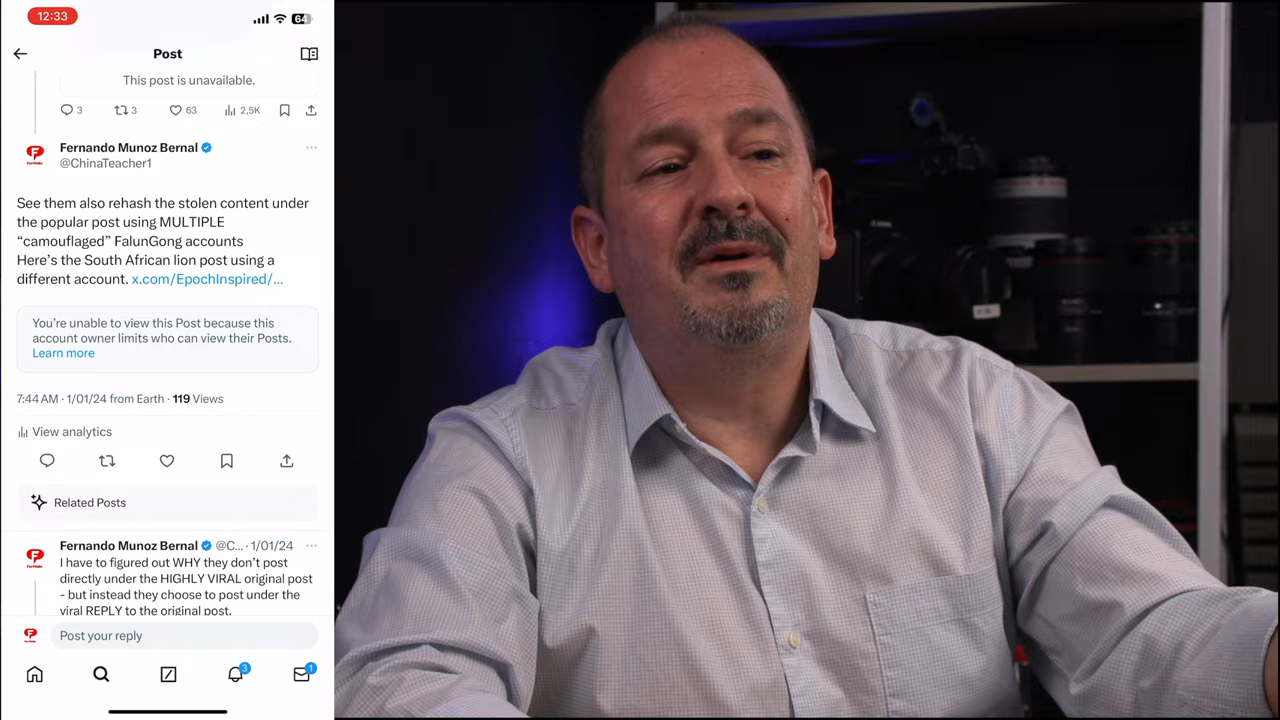 12:33
64
Post
This post is unavailable.
3 3 63 2,5K
Fernando Munoz Bernal
@ChinaTeacher1
See them also rehash the stolen content under
the popular post using MULTIPLE
“camouflaged” FalunGong accounts
Here’s the South African lion post using a
different account. x.com/EpochInspired/...
You’re unable to view this Post because this
account owner limits who can view their Posts.
Learn more
7:44 AM · 1/01/24 from Earth · 119 Views
View analytics
Related Posts
Fernando Munoz Bernal @C... · 1/01/24
I have to figured out WHY they don’t post
directly under the HIGHLY VIRAL original post
- but instead they choose to post under the
viral REPLY to the original post.
Post your reply
3 1